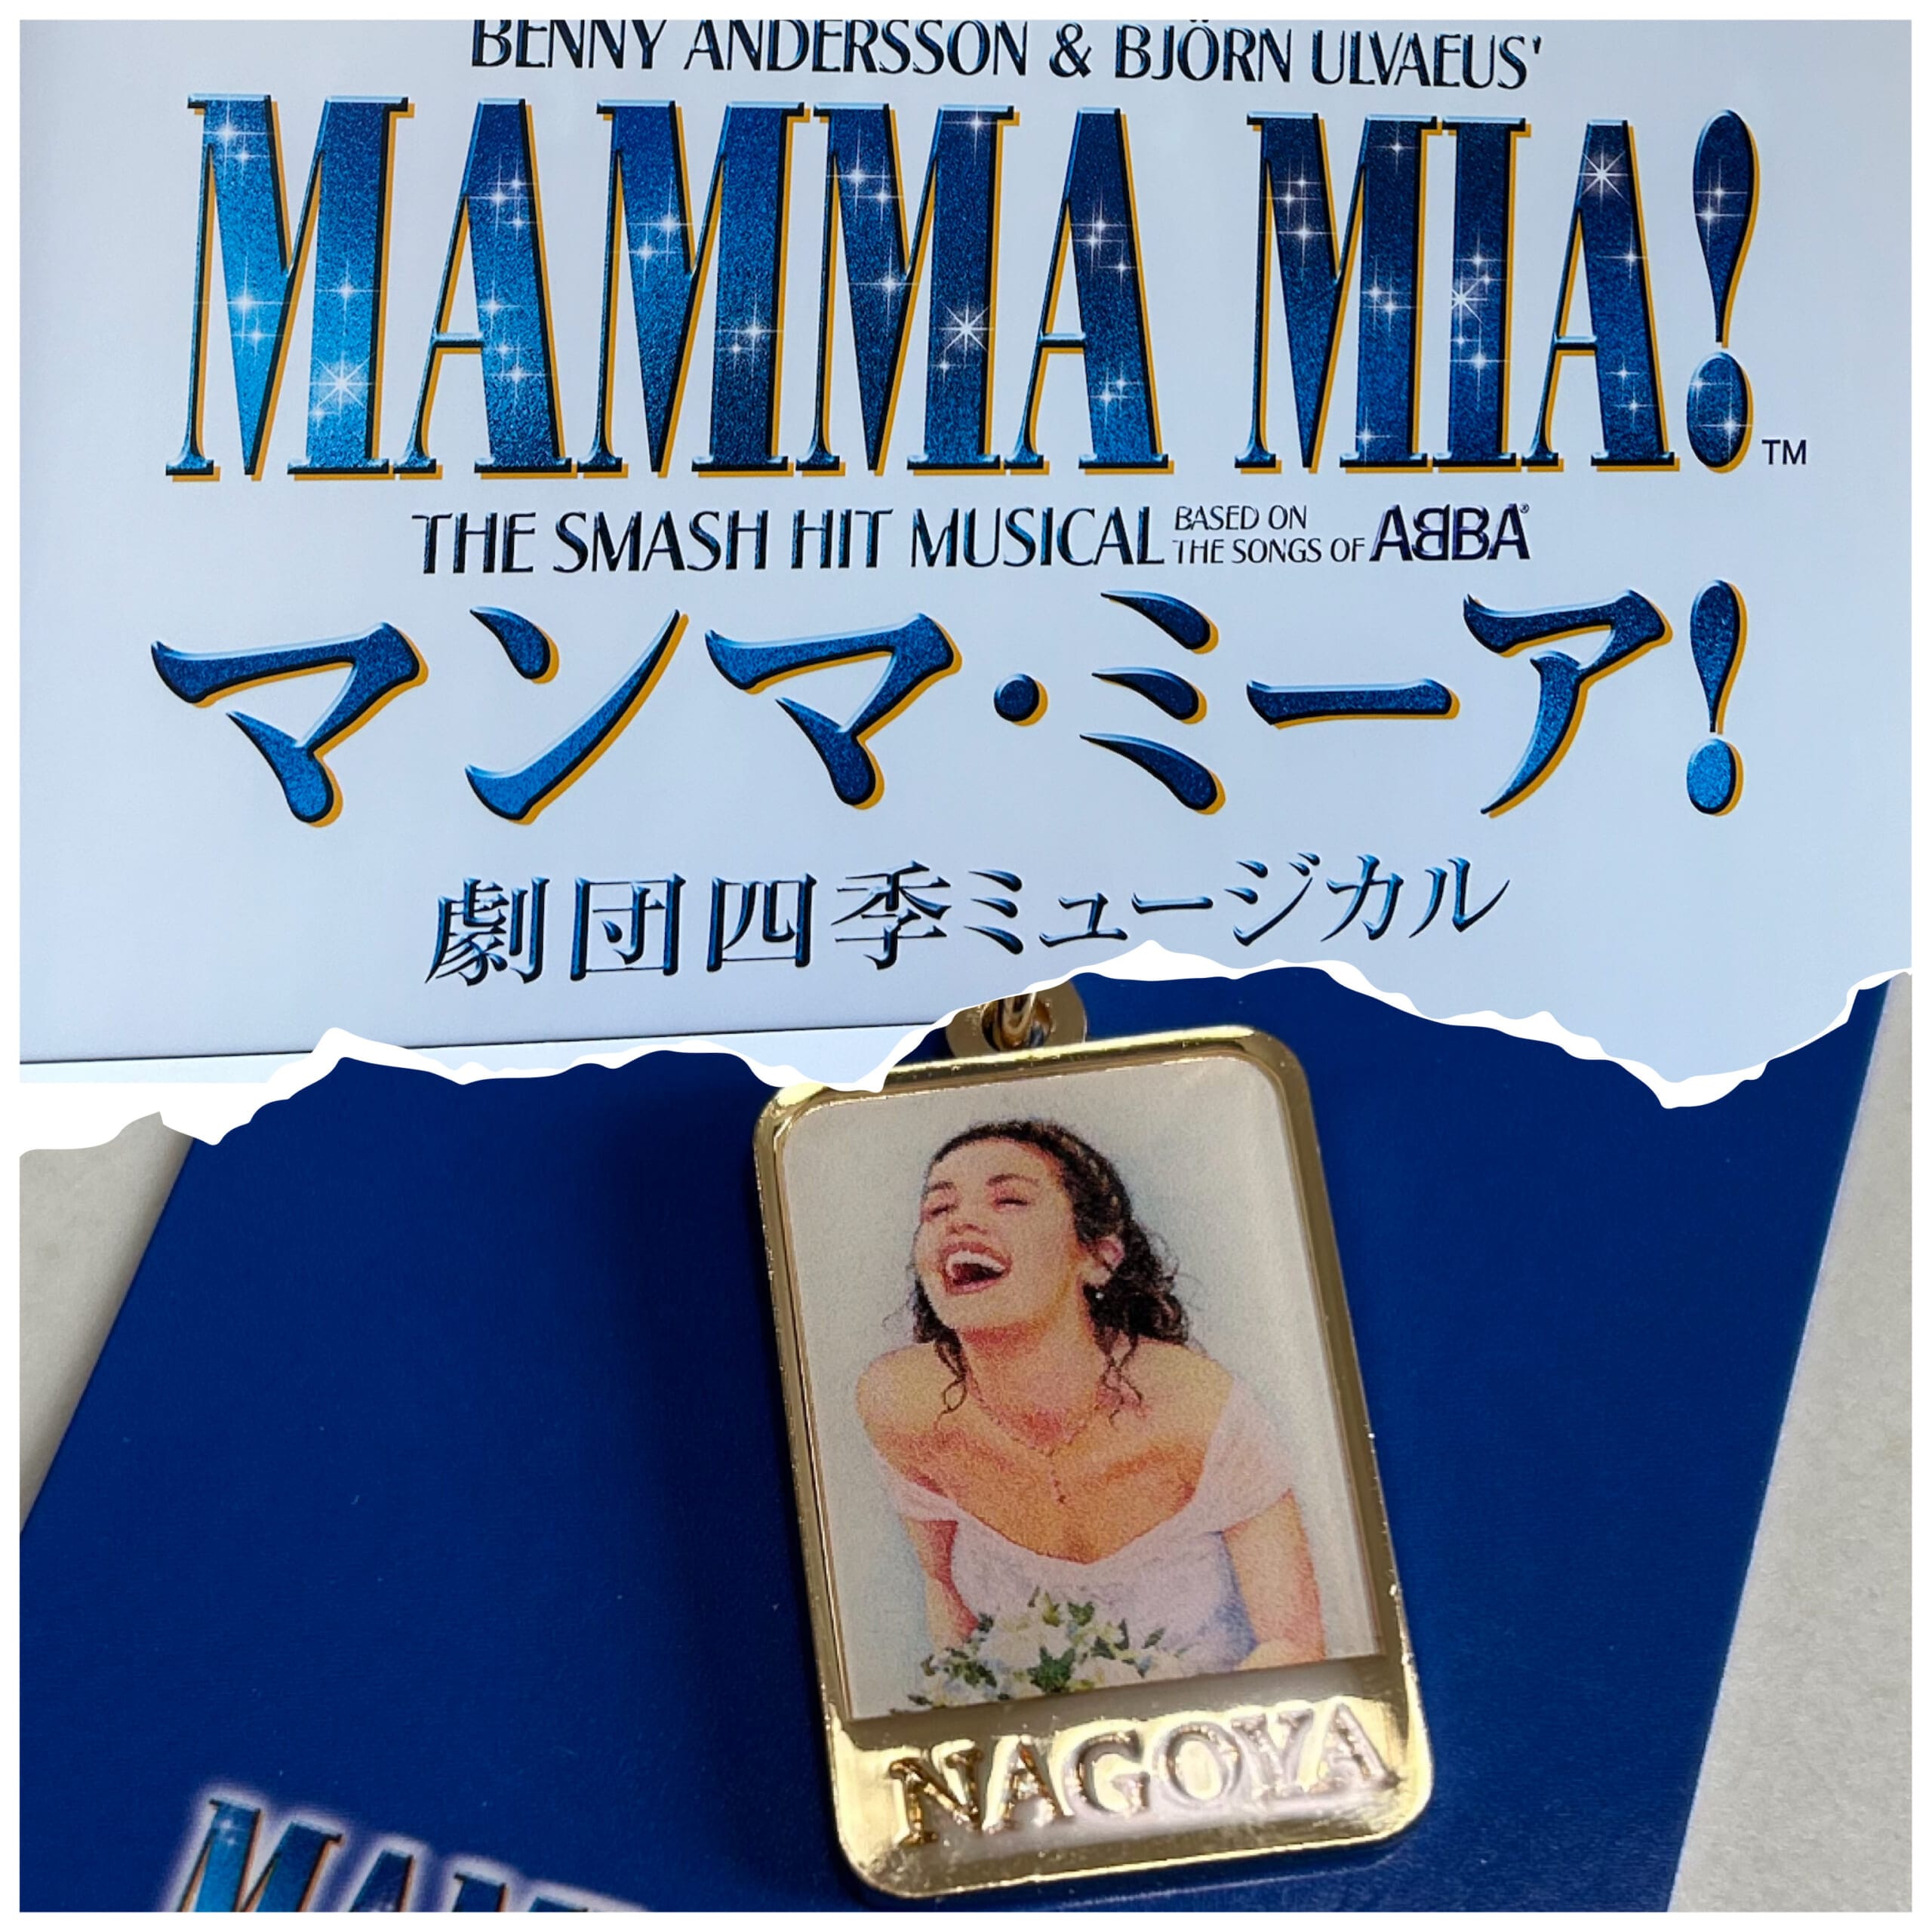 BENNY ANDERSSON & BJÖRN ULVAEUS'
MAMMA MIA!™
THE SMASH HIT MUSICAL BASED ON THE SONGS OF ABBA®
マンマ・ミーア!
劇団四季ミュージカル
NAGOYA